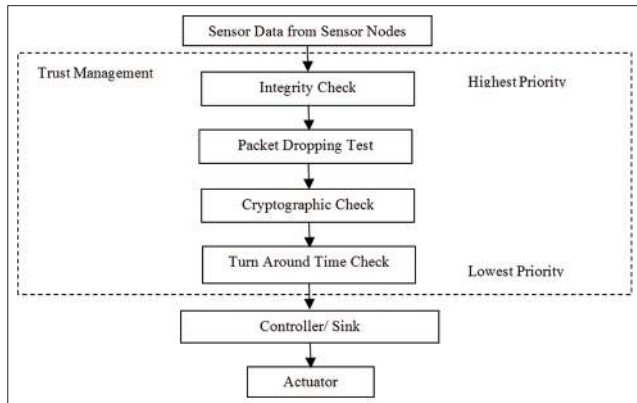 Sensor Data from Sensor Nodes
Trust Management
Highest Priority
Integrity Check
Packet Dropping Test
Cryptographic Check
Turn Around Time Check
Lowest Priority
Controller/ Sink
Actuator